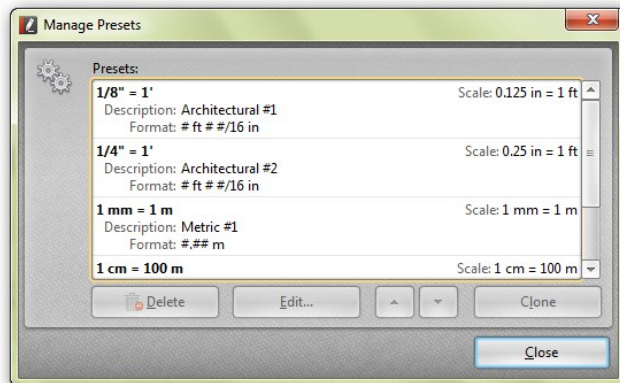 Manage Presets
Presets:
1/8" = 1' Scale: 0.125 in = 1 ft
Description: Architectural #1
Format: # ft # ##/16 in
1/4" = 1' Scale: 0.25 in = 1 ft
Description: Architectural #2
Format: # ft # ##/16 in
1 mm = 1 m Scale: 1 mm = 1 m
Description: Metric #1
Format: #.## m
1 cm = 100 m Scale: 1 cm = 100 m
Delete Edit... Clone
Close